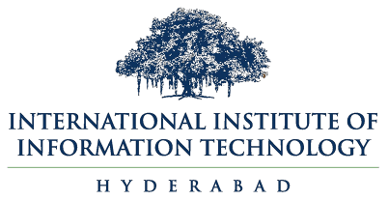 INTERNATIONAL INSTITUTE OF
INFORMATION TECHNOLOGY
HYDERABAD